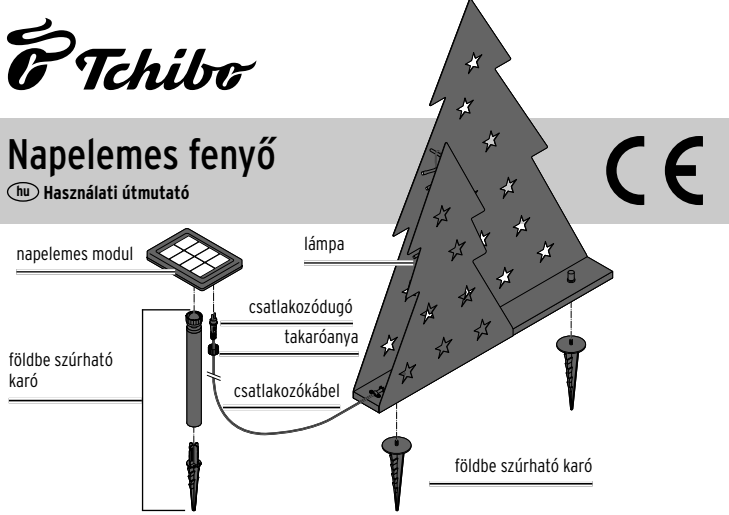 Tchibo
Napelemes fenyő
hu Használati útmutató
CE
napelemes modul
lámpa
csatlakozódugó
takaróanya
földbe szúrható
karó
csatlakozókábel
földbe szúrható karó